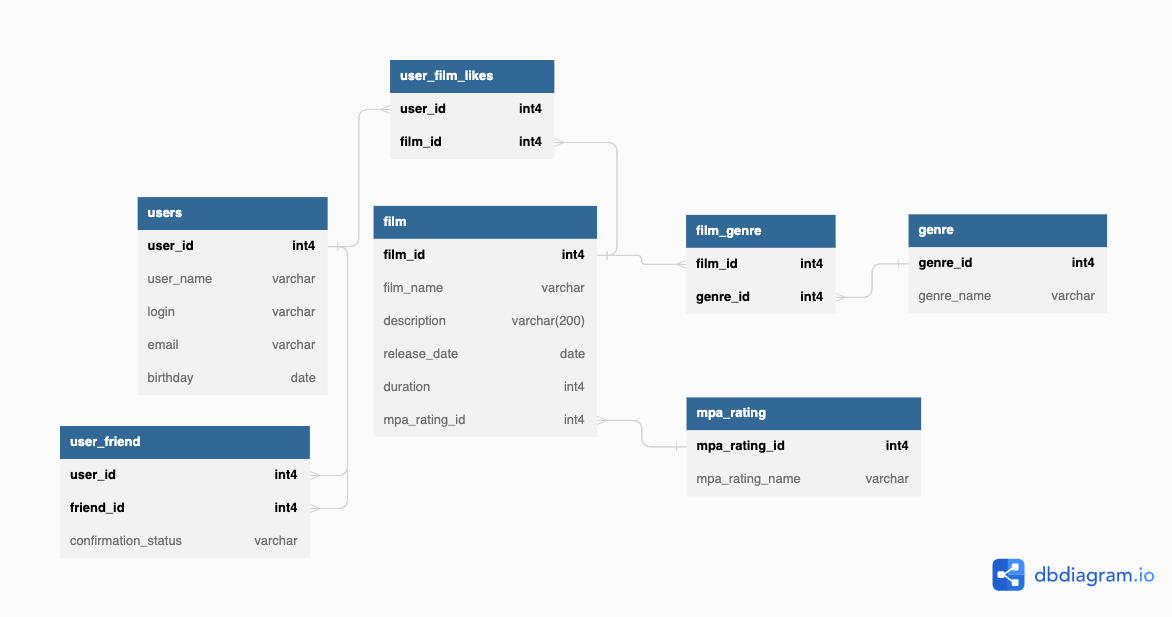 user_film_likes
user_id int4
film_id int4
users
user_id int4
user_name varchar
login varchar
email varchar
birthday date
film
film_id int4
film_name varchar
description varchar(200)
release_date date
duration int4
mpa_rating_id int4
film_genre
film_id int4
genre_id int4
genre
genre_id int4
genre_name varchar
user_friend
user_id int4
friend_id int4
confirmation_status varchar
mpa_rating
mpa_rating_id int4
mpa_rating_name varchar
dbdiagram.io